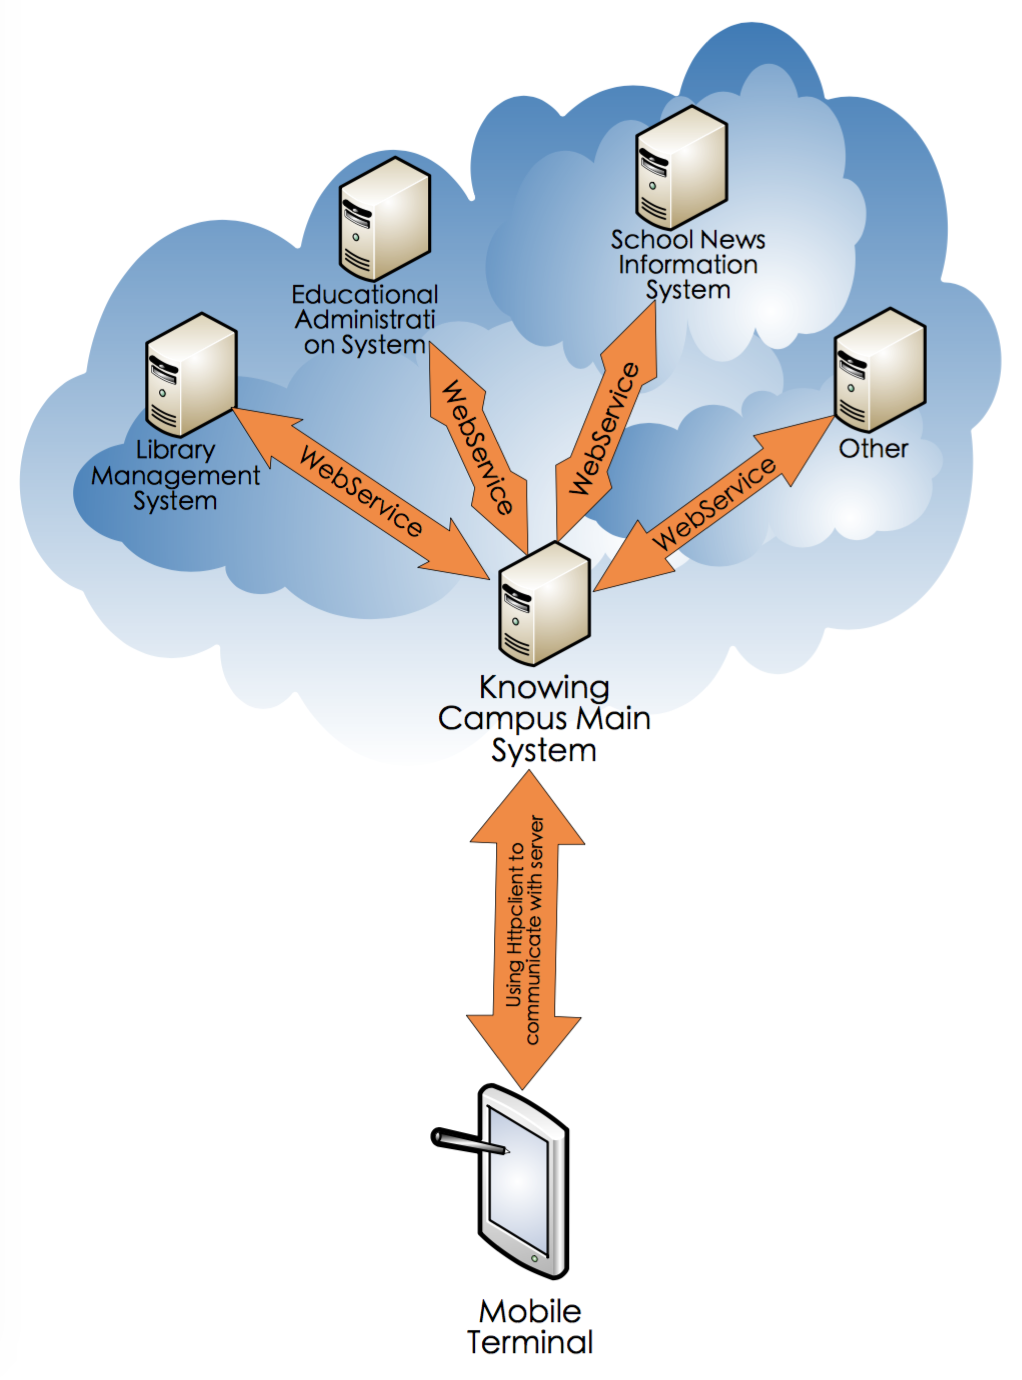 School News
Information
System
Educational
Administrati
on System
Library
Management
System
Other
WebService
WebService
WebService
WebService
Knowing
Campus Main
System
Using Httpclient to
communicate with server
Mobile
Terminal